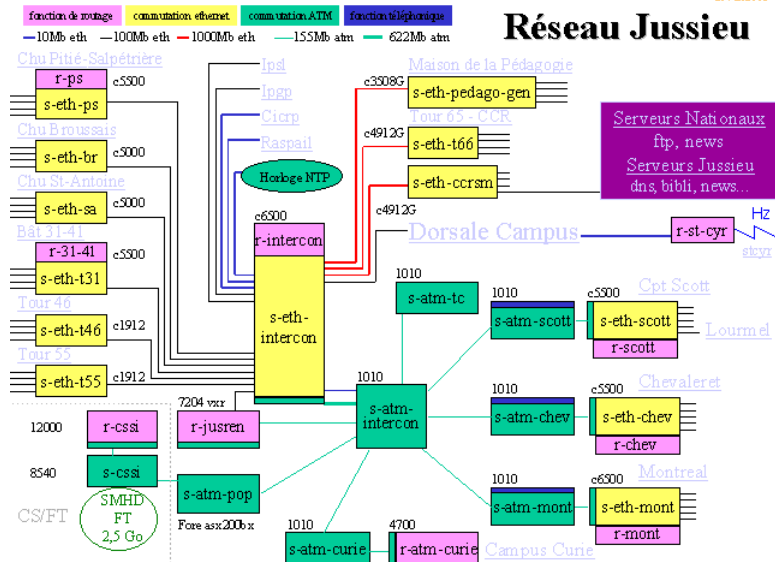 fonction de routage
commutation ethernet
commutation ATM
fonction téléphonique
10Mb eth
100Mb eth
1000Mb eth
155Mb atm
622Mb atm
Réseau Jussieu
Chu Pitié-Salpétrière
r-ps
c5500
s-eth-ps
Chu Broussais
c5000
s-eth-br
Chu St-Antoine
c5000
s-eth-sa
Bât 31-41
r-31-41
c5500
s-eth-t31
Tour 46
c1912
s-eth-t46
Tour 55
c1912
s-eth-t55
Ipsl
Ipgp
Cicrp
Raspail
Horloge NTP
c6500
r-intercon
s-eth-
intercon
Maison de la Pédagogie
c3508G
s-eth-pedago-gen
Tour 65 - CCR
c4912G
s-eth-t66
s-eth-ccrsm
c4912G
Serveurs Nationaux
ftp, news
Serveurs Jussieu
dns, bibli, news...
Dorsale Campus
r-st-cyr
Hz
stcyr
1010
s-atm-tc
1010
s-atm-scott
Cpt Scott
c5500
s-eth-scott
r-scott
Lourmel
1010
s-atm-
intercon
1010
s-atm-chev
Chevaleret
c5500
s-eth-chev
r-chev
1010
s-atm-mont
Montreal
c6500
s-eth-mont
r-mont
7204 vxr
r-jusren
12000
r-cssi
8540
s-cssi
CS/FT
SMHD
FT
2,5 Go
s-atm-pop
Fore asx200bx
1010
s-atm-curie
4700
r-atm-curie
Campus Curie